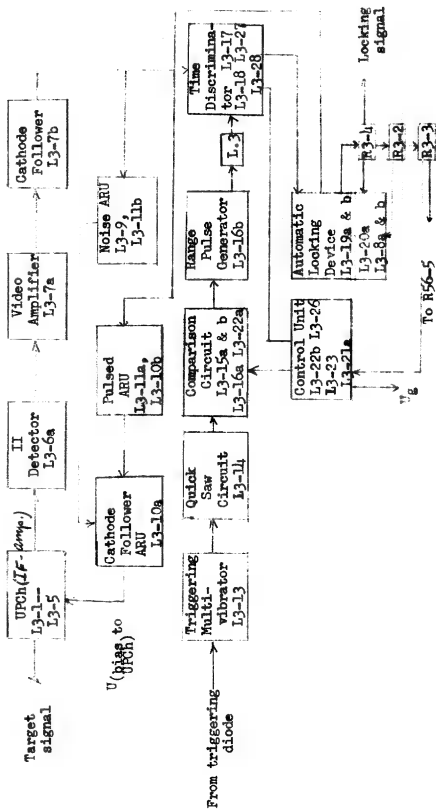 Target
signal
UPCh(IF-amp.)
L3-1--
L3-5
II
Detector
L3-6a
Video
Amplifier
L3-7a
Cathode
Follower
L3-7b
U(bias to
UPCh)
Cathode
Follower
ARU
L3-10a
Pulsed
ARU
L3-11a,
L3-10b
Noise ARU
L3-9,
L3-11b
From triggering
diode
Triggering
Multi-
vibrator
L3-13
Quick
Saw
Circuit
L3-14
Comparison
Circuit
L3-15a & b
L3-16a L3-22a
Range
Pulse
Generator
L3-16b
L.3
Time
Discrimina-
tor L3-17
L3-18 L3-27
L3-28
Control Unit
L3-22b L3-26
L3-23
L3-21a
Ug
Automatic
Locking
Device
L3-19a & b
L3-20a
L3-8a & b
R3-4
R3-2
R3-3
Locking
signal
To R56-5